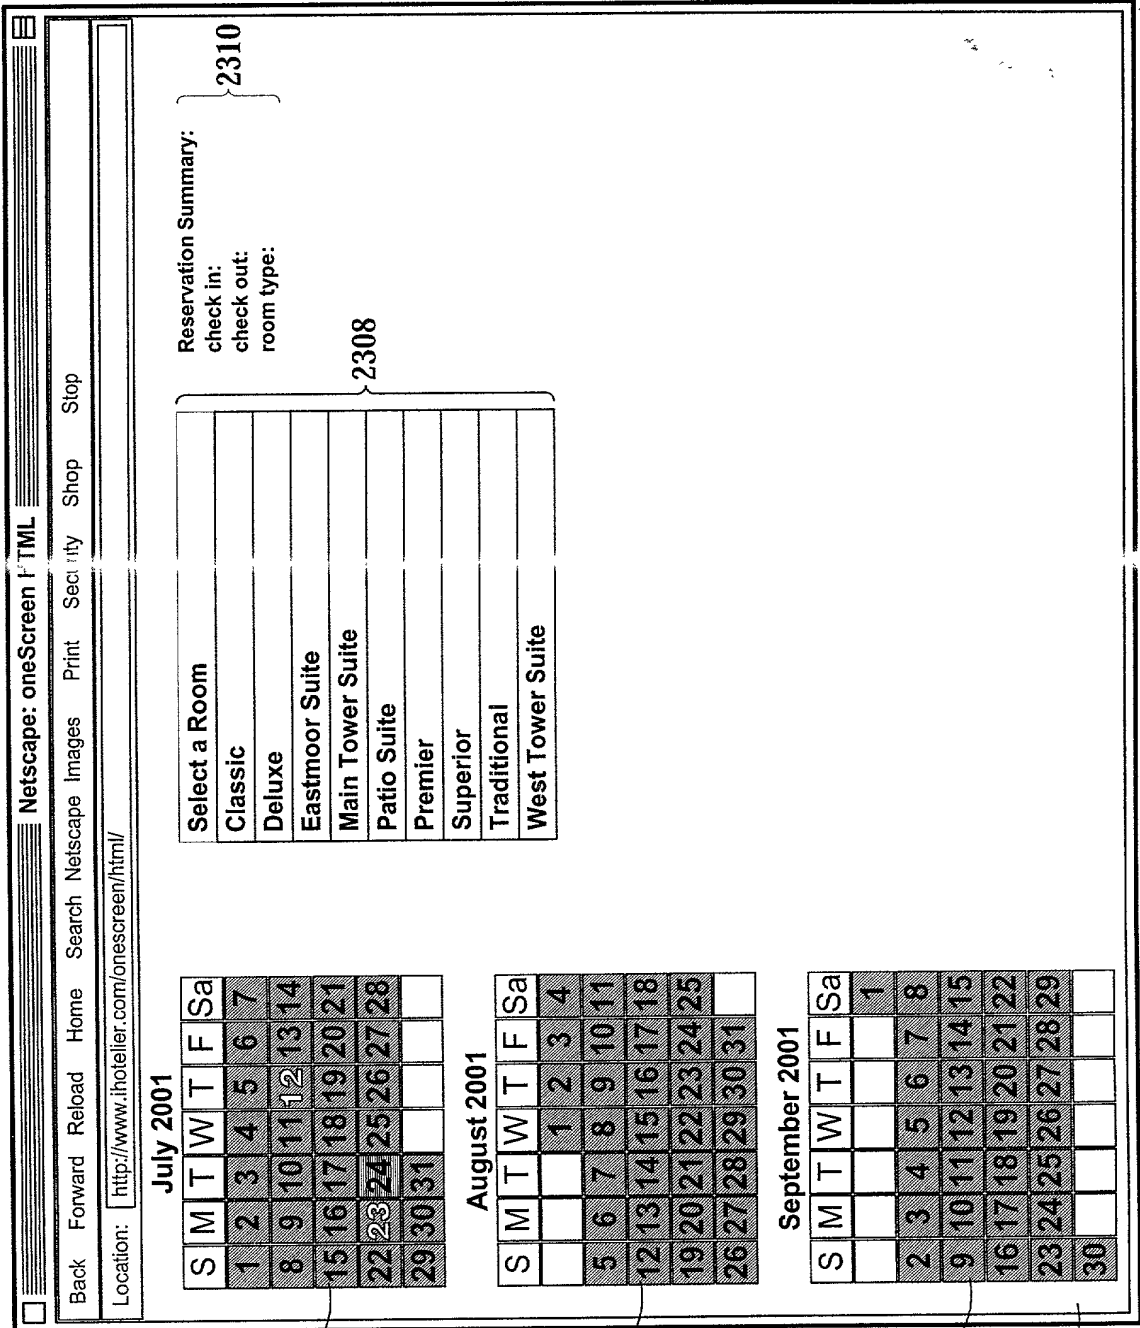 Netscape: oneScreen HTML
Back Forward Reload Home Search Netscape Images Print Security Shop Stop
Location: http://www.ihotelier.com/onescreen/html/
July 2001
S M T W T F Sa
1 2 3 4 5 6 7
8 9 10 11 12 13 14
15 16 17 18 19 20 21
22 23 24 25 26 27 28
29 30 31
August 2001
S M T W T F Sa
1 2 3 4
5 6 7 8 9 10 11
12 13 14 15 16 17 18
19 20 21 22 23 24 25
26 27 28 29 30 31
September 2001
S M T W T F Sa
1
2 3 4 5 6 7 8
9 10 11 12 13 14 15
16 17 18 19 20 21 22
23 24 25 26 27 28 29
30
Select a Room
Classic
Deluxe
Eastmoor Suite
Main Tower Suite
Patio Suite
Premier
Superior
Traditional
West Tower Suite
2308
Reservation Summary:
check in:
check out:
room type:
2310